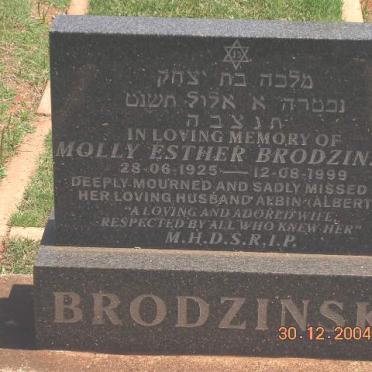 מלכה בת יצחק
נפטרה א אלול תשנט
תנצבה
IN LOVING MEMORY OF
MOLLY ESTHER BRODZIN
28-06-1925 — 12-08-1999
DEEPLY MOURNED AND SADLY MISSED
HER LOVING HUSBAND ALBIN (ALBERT
"A LOVING AND ADORED WIFE,
RESPECTED BY ALL WHO KNEW HER"
M.H.D.S.R.I.P.
BRODZINSK
30.12.2004